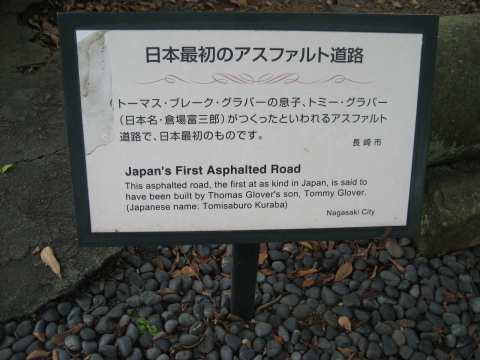 日本最初のアスファルト道路
トーマス・ブレーク・グラバーの息子、トミー・グラバー
（日本名・倉場富三郎）がつくったといわれるアスファルト
道路で、日本最初のものです。
長崎市
Japan's First Asphalted Road
This asphalted road, the first at as kind in Japan, is said to
have been built by Thomas Glover's son, Tommy Glover.
(Japanese name: Tomisaburo Kuraba)
Nagasaki City